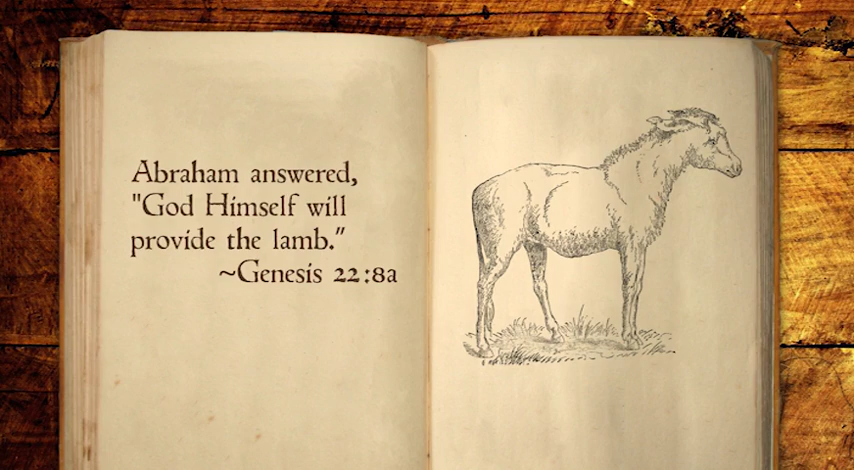 Abraham answered,
"God Himself will
provide the lamb."
~Genesis 22:8a